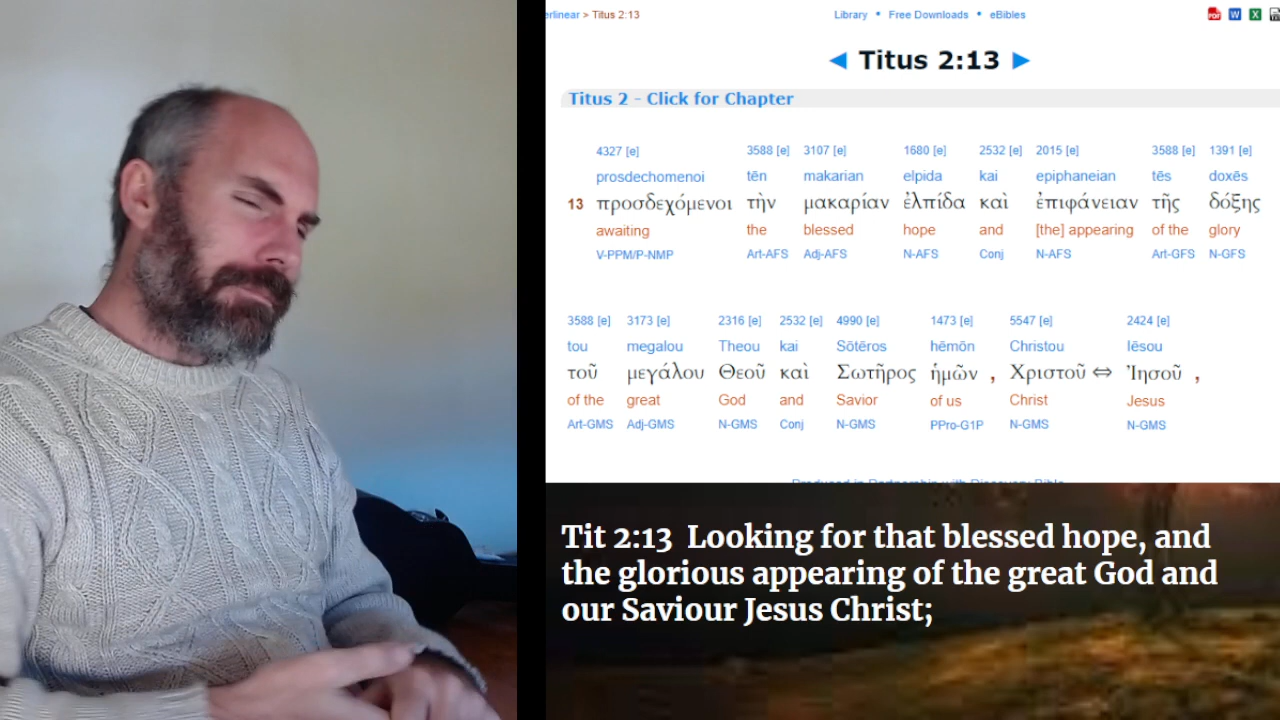 erlinear > Titus 2:13
Library • Free Downloads • eBibles
◄ Titus 2:13 ►
Titus 2 - Click for Chapter
4327 [e] 3588 [e] 3107 [e] 1680 [e] 2532 [e] 2015 [e] 3588 [e] 1391 [e]
prosdechomenoi tēn makarian elpida kai epiphaneian tēs doxēs
13 προσδεχόμενοι τὴν μακαρίαν ἐλπίδα καὶ ἐπιφάνειαν τῆς δόξης
awaiting the blessed hope and [the] appearing of the glory
V-PPM/P-NMP Art-AFS Adj-AFS N-AFS Conj N-AFS Art-GFS N-GFS
3588 [e] 3173 [e] 2316 [e] 2532 [e] 4990 [e] 1473 [e] 5547 [e] 2424 [e]
tou megalou Theou kai Sōtēros hēmōn Christou Iēsou
τοῦ μεγάλου Θεοῦ καὶ Σωτῆρος ἡμῶν , Χριστοῦ ⇔ Ἰησοῦ ,
of the great God and Savior of us Christ Jesus
Art-GMS Adj-GMS N-GMS Conj N-GMS PPro-G1P N-GMS N-GMS
Tit 2:13 Looking for that blessed hope, and
the glorious appearing of the great God and
our Saviour Jesus Christ;